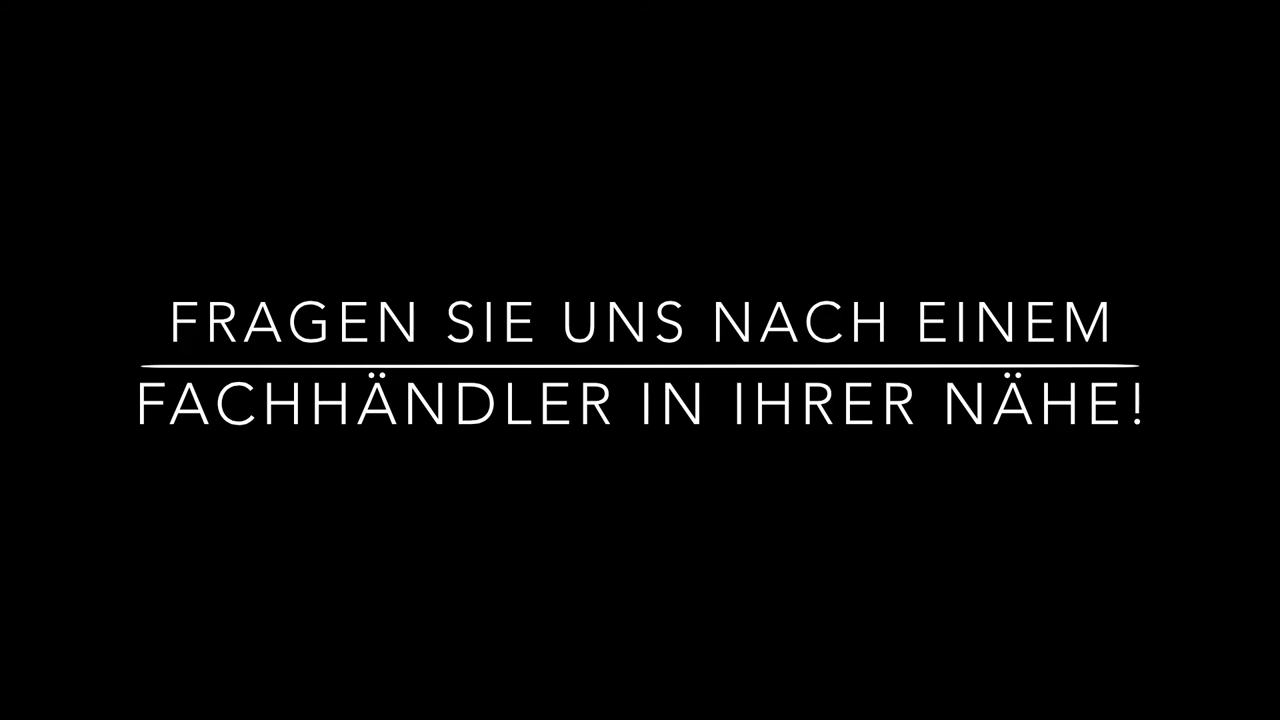 FRAGEN SIE UNS NACH EINEM
FACHHÄNDLER IN IHRER NÄHE!